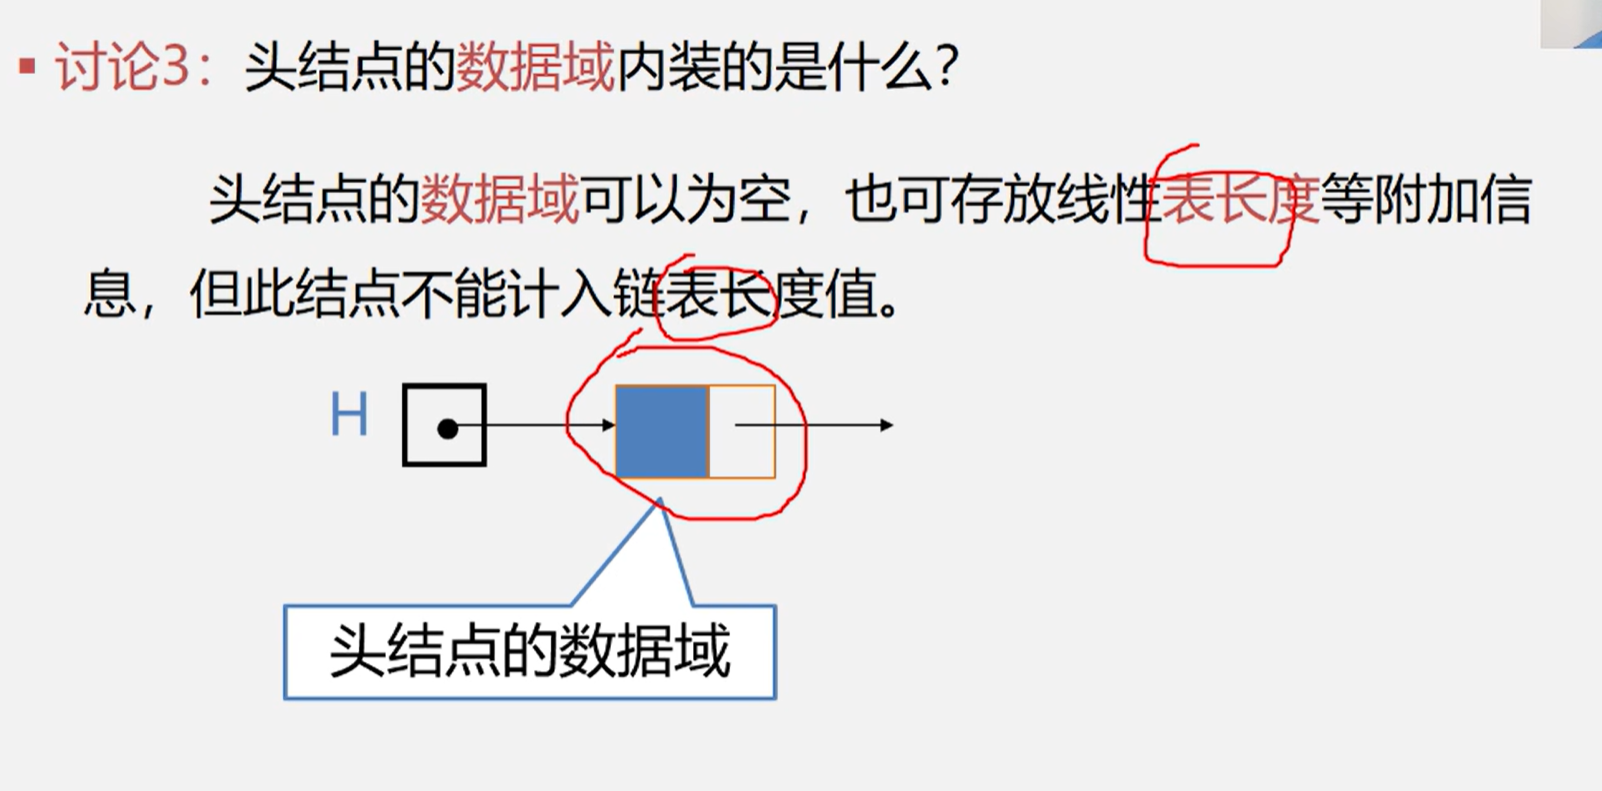 ▪ 讨论3：头结点的数据域内装的是什么？
头结点的数据域可以为空，也可存放线性表长度等附加信
息，但此结点不能计入链表长度值。
H
头结点的数据域